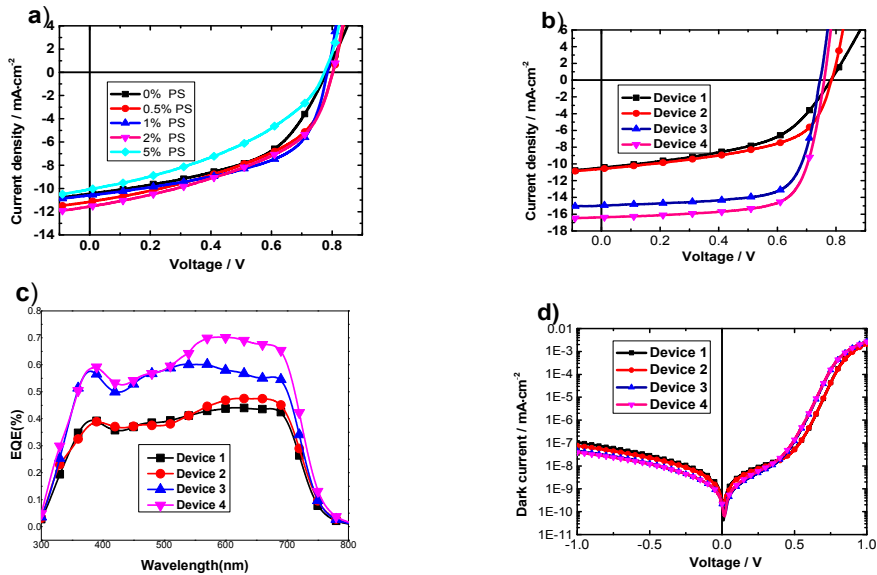 a)
4
2
0
-2
-4
-6
-8
-10
-12
-14
0.0 0.2 0.4 0.6 0.8
Current density / mA·cm⁻²
Voltage / V
0% PS
0.5% PS
1% PS
2% PS
5% PS
b)
6
4
2
0
-2
-4
-6
-8
-10
-12
-14
-16
-18
0.0 0.2 0.4 0.6 0.8
Current density / mA·cm⁻²
Voltage / V
Device 1
Device 2
Device 3
Device 4
c)
0.8
0.7
0.6
0.5
0.4
0.3
0.2
0.1
0.0
300 400 500 600 700 800
EQE(%)
Wavelength(nm)
Device 1
Device 2
Device 3
Device 4
d)
0.01
1E-3
1E-4
1E-5
1E-6
1E-7
1E-8
1E-9
1E-10
1E-11
-1.0 -0.5 0.0 0.5 1.0
Dark current / mA·cm⁻²
Voltage / V
Device 1
Device 2
Device 3
Device 4